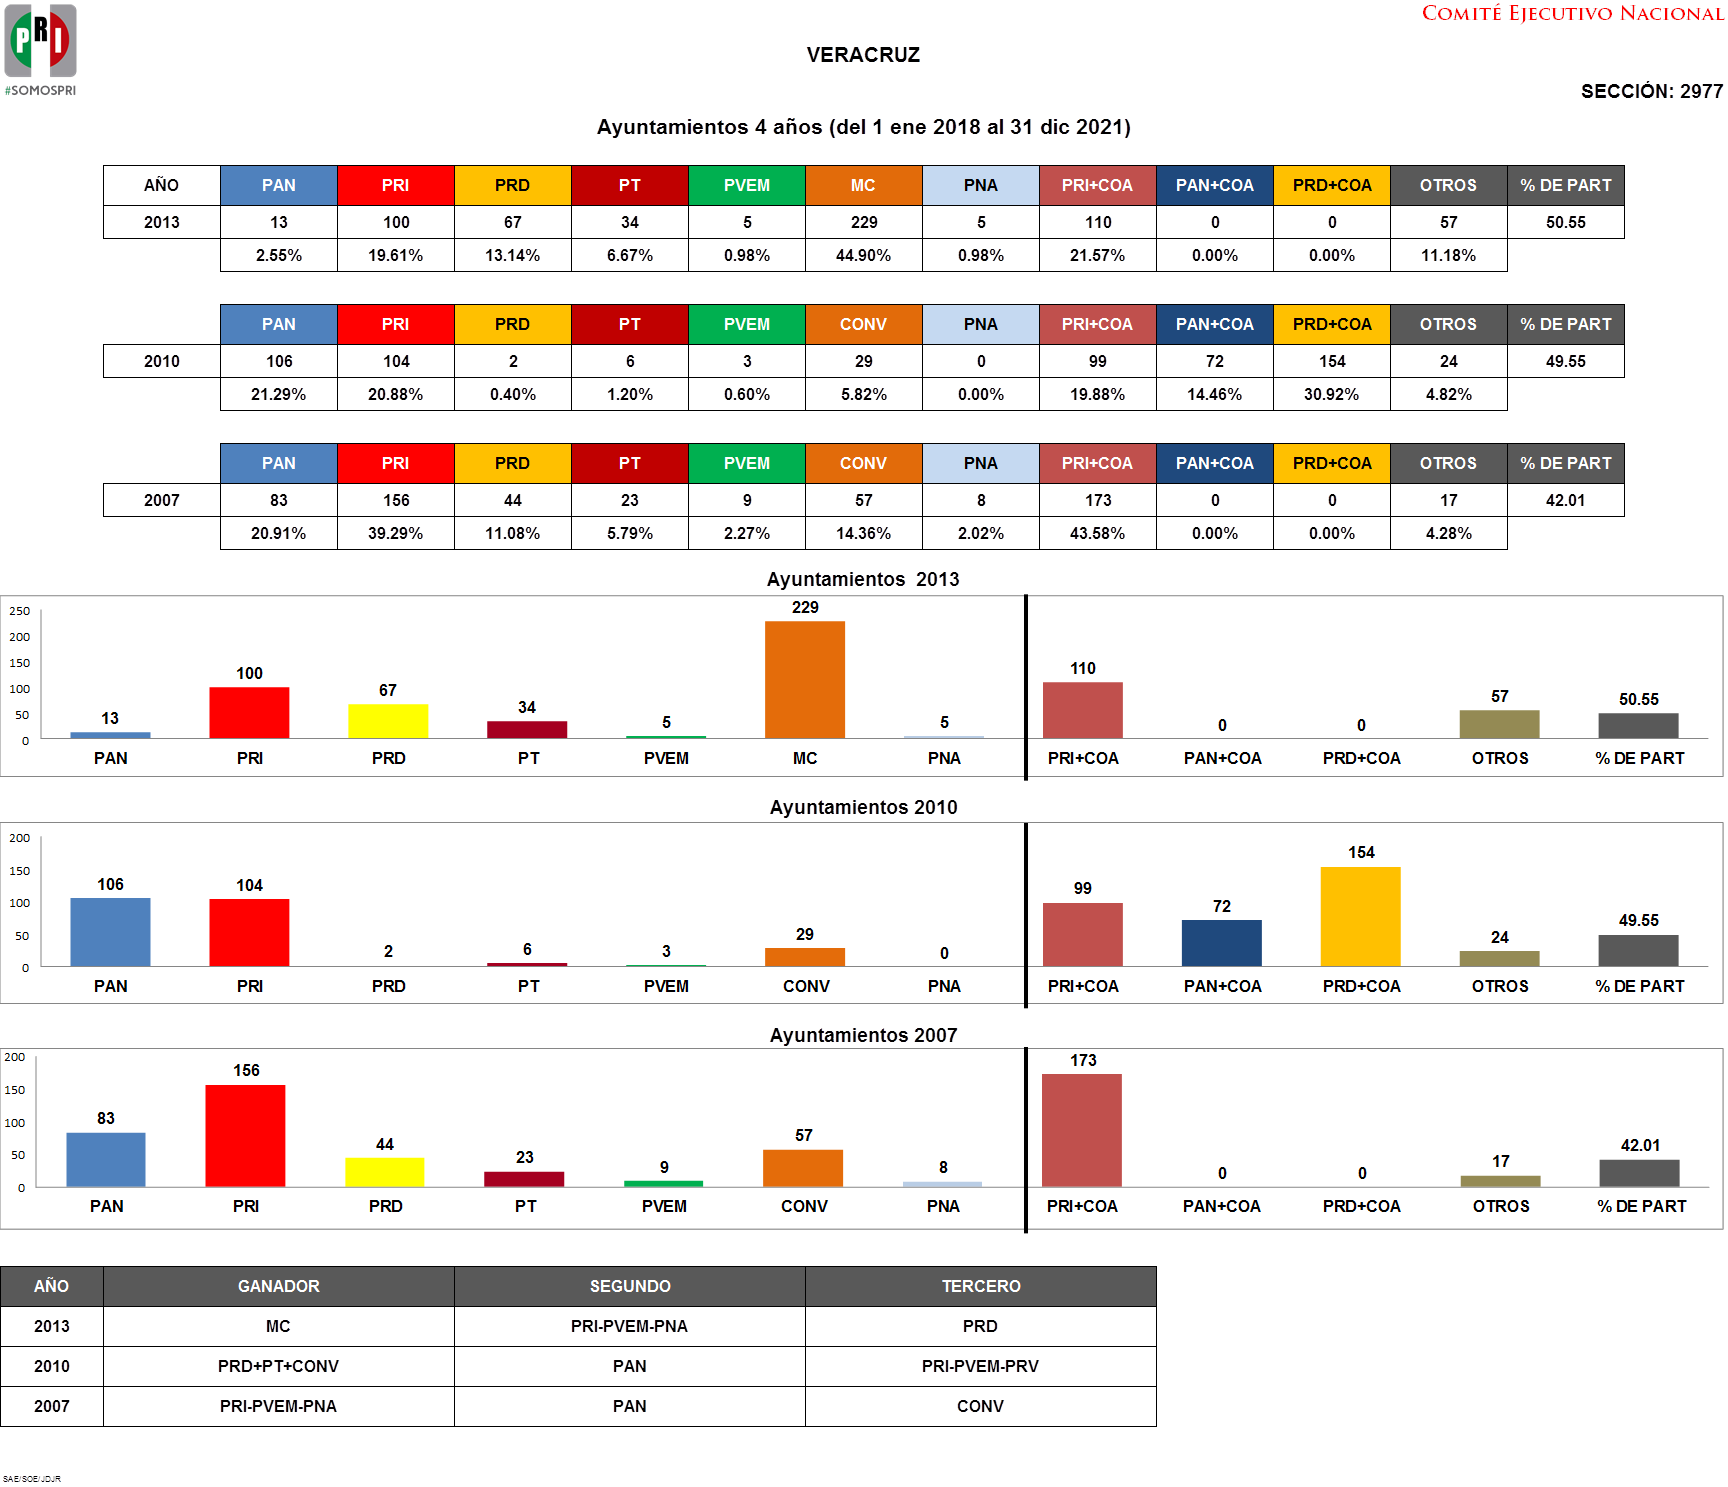 PRI
#SOMOSPRI
COMITÉ EJECUTIVO NACIONAL
VERACRUZ
SECCIÓN: 2977
Ayuntamientos 4 años (del 1 ene 2018 al 31 dic 2021)
AÑO PAN PRI PRD PT PVEM MC PNA PRI+COA PAN+COA PRD+COA OTROS % DE PART
2013 13 100 67 34 5 229 5 110 0 0 57 50.55
2.55% 19.61% 13.14% 6.67% 0.98% 44.90% 0.98% 21.57% 0.00% 0.00% 11.18%
PAN PRI PRD PT PVEM CONV PNA PRI+COA PAN+COA PRD+COA OTROS % DE PART
2010 106 104 2 6 3 29 0 99 72 154 24 49.55
21.29% 20.88% 0.40% 1.20% 0.60% 5.82% 0.00% 19.88% 14.46% 30.92% 4.82%
PAN PRI PRD PT PVEM CONV PNA PRI+COA PAN+COA PRD+COA OTROS % DE PART
2007 83 156 44 23 9 57 8 173 0 0 17 42.01
20.91% 39.29% 11.08% 5.79% 2.27% 14.36% 2.02% 43.58% 0.00% 0.00% 4.28%
Ayuntamientos 2013
250
200
150
100
50
0
13 100 67 34 5 229 5 110 0 0 57 50.55
PAN PRI PRD PT PVEM MC PNA PRI+COA PAN+COA PRD+COA OTROS % DE PART
Ayuntamientos 2010
200
150
100
50
0
106 104 2 6 3 29 0 99 72 154 24 49.55
PAN PRI PRD PT PVEM CONV PNA PRI+COA PAN+COA PRD+COA OTROS % DE PART
Ayuntamientos 2007
200
150
100
50
0
83 156 44 23 9 57 8 173 0 0 17 42.01
PAN PRI PRD PT PVEM CONV PNA PRI+COA PAN+COA PRD+COA OTROS % DE PART
AÑO GANADOR SEGUNDO TERCERO
2013 MC PRI-PVEM-PNA PRD
2010 PRD+PT+CONV PAN PRI-PVEM-PRV
2007 PRI-PVEM-PNA PAN CONV
SAE/SOE/JDJR